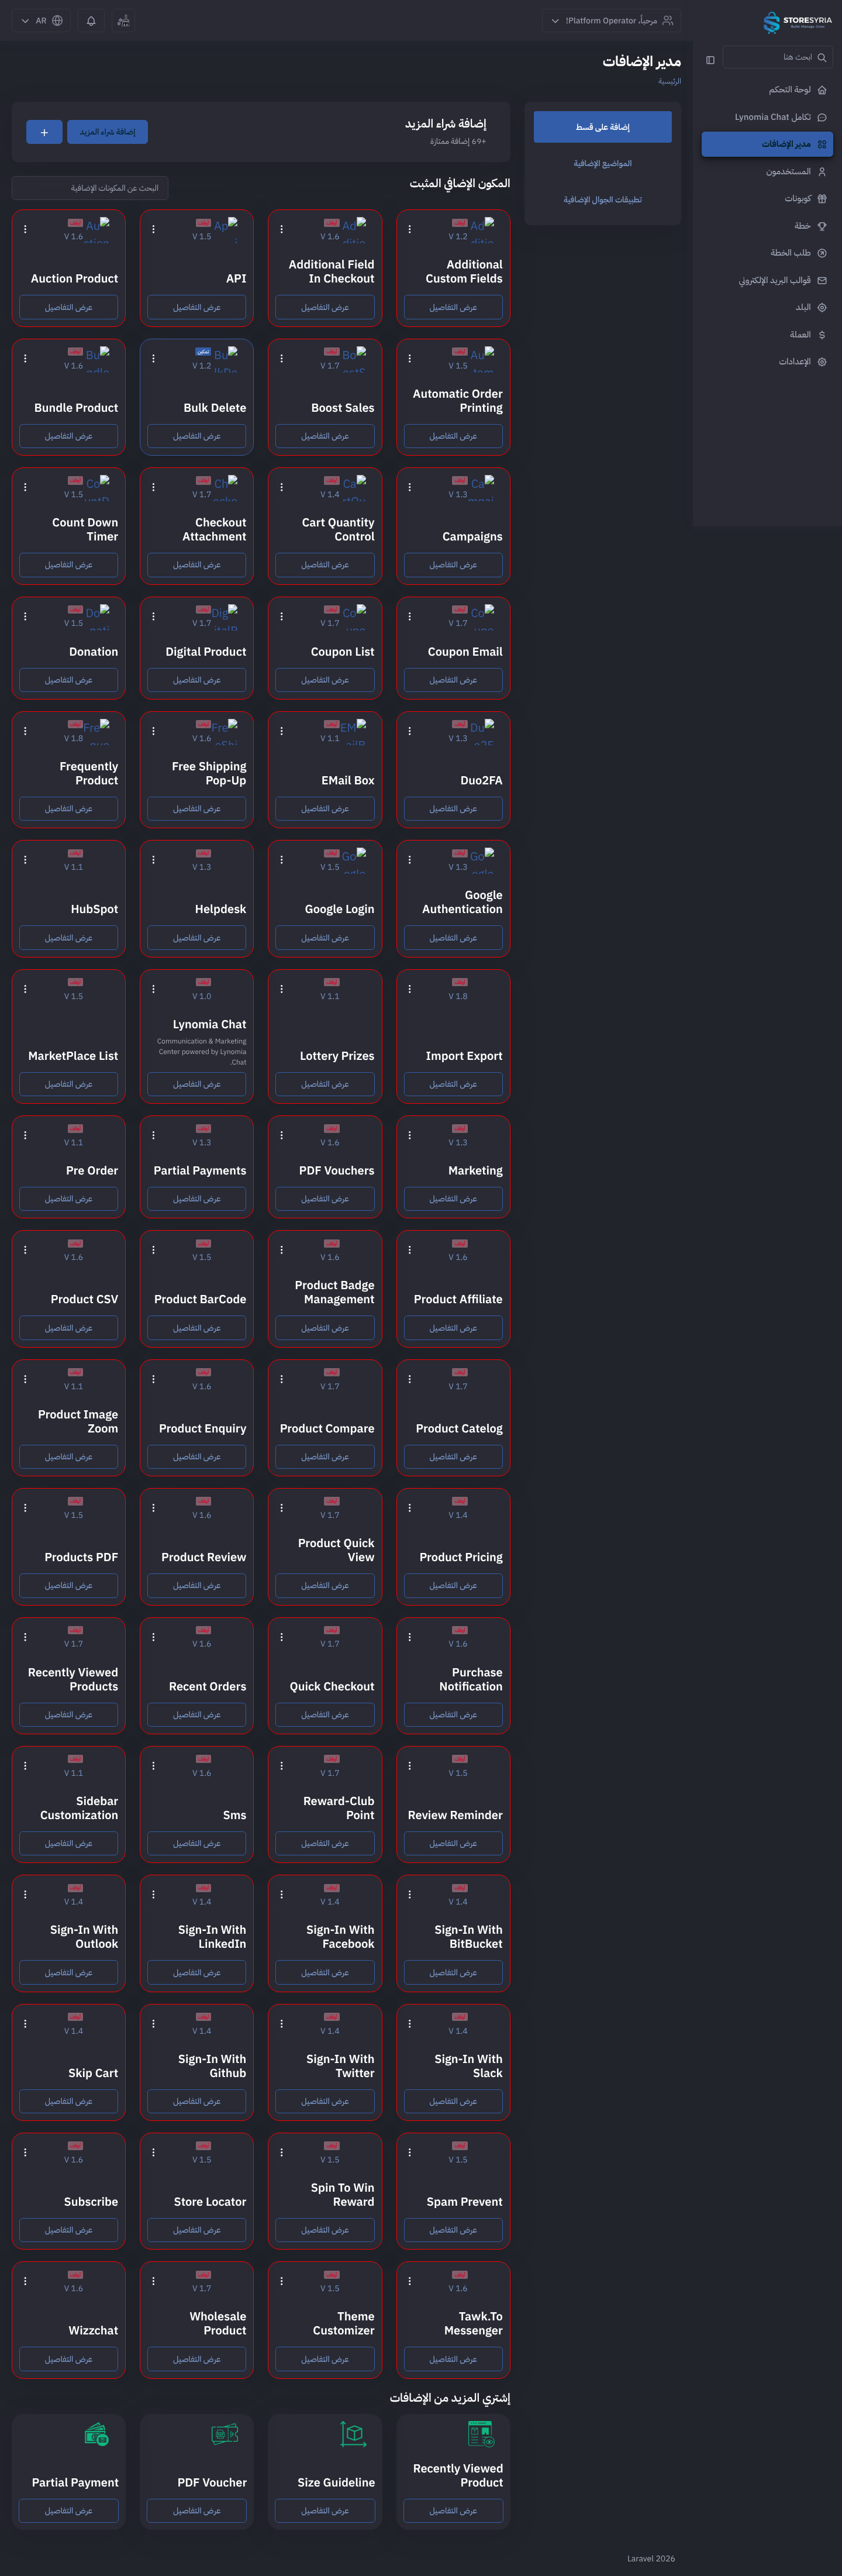 STORESYRIA
ابحث هنا
لوحة التحكم
تكامل Lynomia Chat
مدير الإضافات
المستخدمون
كوبونات
خطة
طلب الخطة
قوالب البريد الإلكتروني
البلد
العملة
الإعدادات
مرحباً، Platform Operator!
AR
مدير الإضافات
الرئيسية
إضافة على قسط
المواضيع الإضافية
تطبيقات الجوال الإضافية
إضافة شراء المزيد
+69 إضافة ممتازة
إضافة شراء المزيد
المكون الإضافي المثبت
البحث عن المكونات الإضافية
Ad
V 1.2
Additional
Custom Fields
عرض التفاصيل
Ad
V 1.6
Additional Field
In Checkout
عرض التفاصيل
Ap
V 1.5
API
عرض التفاصيل
Au
V 1.6
Auction Product
عرض التفاصيل
Au
V 1.5
Automatic Order
Printing
عرض التفاصيل
Bo
V 1.7
Boost Sales
عرض التفاصيل
Bu
تمكين
V 1.2
Bulk Delete
عرض التفاصيل
Bu
V 1.6
Bundle Product
عرض التفاصيل
Ca
V 1.3
Campaigns
عرض التفاصيل
Ca
V 1.4
Cart Quantity
Control
عرض التفاصيل
Ch
V 1.7
Checkout
Attachment
عرض التفاصيل
Co
V 1.5
Count Down
Timer
عرض التفاصيل
Co
V 1.7
Coupon Email
عرض التفاصيل
Co
V 1.7
Coupon List
عرض التفاصيل
Dig
V 1.7
Digital Product
عرض التفاصيل
Do
V 1.5
Donation
عرض التفاصيل
Du
V 1.3
Duo2FA
عرض التفاصيل
EM
V 1.1
EMail Box
عرض التفاصيل
Fre
V 1.6
Free Shipping
Pop-Up
عرض التفاصيل
Fre
V 1.8
Frequently
Product
عرض التفاصيل
Go
V 1.3
Google
Authentication
عرض التفاصيل
Go
V 1.5
Google Login
عرض التفاصيل
V 1.3
Helpdesk
عرض التفاصيل
V 1.1
HubSpot
عرض التفاصيل
V 1.8
Import Export
عرض التفاصيل
V 1.1
Lottery Prizes
عرض التفاصيل
V 1.0
Lynomia Chat
Communication & Marketing
Center powered by Lynomia
Chat.
عرض التفاصيل
V 1.5
MarketPlace List
عرض التفاصيل
V 1.3
Marketing
عرض التفاصيل
V 1.6
PDF Vouchers
عرض التفاصيل
V 1.3
Partial Payments
عرض التفاصيل
V 1.1
Pre Order
عرض التفاصيل
V 1.6
Product Affiliate
عرض التفاصيل
V 1.6
Product Badge
Management
عرض التفاصيل
V 1.5
Product BarCode
عرض التفاصيل
V 1.6
Product CSV
عرض التفاصيل
V 1.7
Product Catelog
عرض التفاصيل
V 1.7
Product Compare
عرض التفاصيل
V 1.6
Product Enquiry
عرض التفاصيل
V 1.1
Product Image
Zoom
عرض التفاصيل
V 1.4
Product Pricing
عرض التفاصيل
V 1.7
Product Quick
View
عرض التفاصيل
V 1.6
Product Review
عرض التفاصيل
V 1.5
Products PDF
عرض التفاصيل
V 1.6
Purchase
Notification
عرض التفاصيل
V 1.7
Quick Checkout
عرض التفاصيل
V 1.6
Recent Orders
عرض التفاصيل
V 1.7
Recently Viewed
Products
عرض التفاصيل
V 1.5
Review Reminder
عرض التفاصيل
V 1.7
Reward-Club
Point
عرض التفاصيل
V 1.6
Sms
عرض التفاصيل
V 1.1
Sidebar
Customization
عرض التفاصيل
V 1.4
Sign-In With
BitBucket
عرض التفاصيل
V 1.4
Sign-In With
Facebook
عرض التفاصيل
V 1.4
Sign-In With
LinkedIn
عرض التفاصيل
V 1.4
Sign-In With
Outlook
عرض التفاصيل
V 1.4
Sign-In With
Slack
عرض التفاصيل
V 1.4
Sign-In With
Twitter
عرض التفاصيل
V 1.4
Sign-In With
Github
عرض التفاصيل
V 1.4
Skip Cart
عرض التفاصيل
V 1.5
Spam Prevent
عرض التفاصيل
V 1.5
Spin To Win
Reward
عرض التفاصيل
V 1.5
Store Locator
عرض التفاصيل
V 1.6
Subscribe
عرض التفاصيل
V 1.6
Tawk.To
Messenger
عرض التفاصيل
V 1.5
Theme
Customizer
عرض التفاصيل
V 1.7
Wholesale
Product
عرض التفاصيل
V 1.6
Wizzchat
عرض التفاصيل
إشتري المزيد من الإضافات
Recently Viewed
Product
عرض التفاصيل
Size Guideline
عرض التفاصيل
PDF Voucher
عرض التفاصيل
Partial Payment
عرض التفاصيل
Laravel 2026